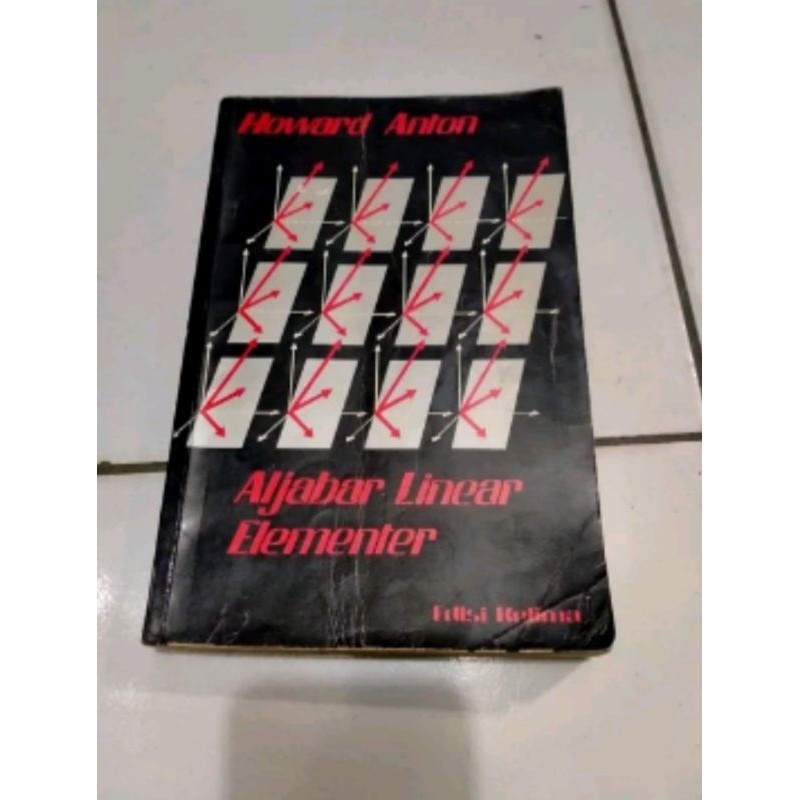 Howard Anton
Aljabar Linear
Elementer
Edisi Kelima